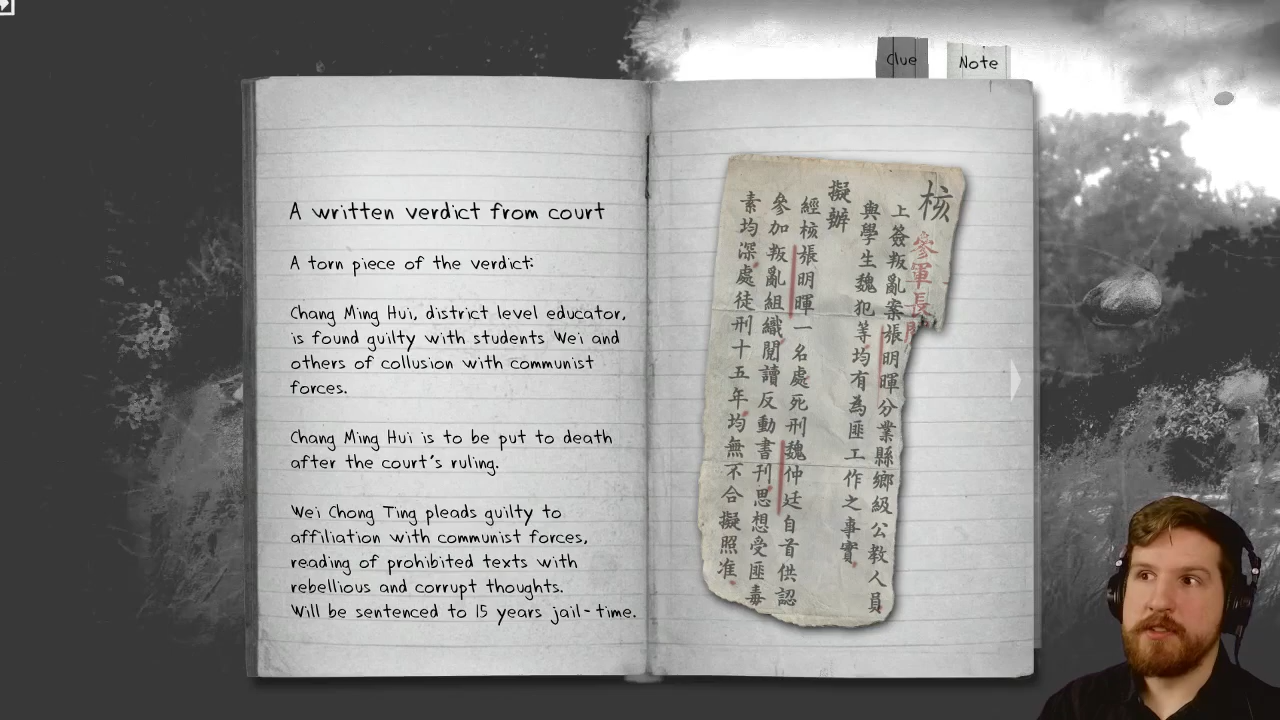 Clue
Note
A written verdict from court
A torn piece of the verdict:
Chang Ming Hui, district level educator,
is found guilty with students Wei and
others of collusion with communist
forces.
Chang Ming Hui is to be put to death
after the court's ruling.
Wei Chong Ting pleads guilty to
affiliation with communist forces,
reading of prohibited texts with
rebellious and corrupt thoughts.
Will be sentenced to 15 years jail-time.
核
參軍長
上簽叛亂案張明暉分業縣鄉級公教人員
與學生魏犯等均有為匪工作之事實
擬辦
經核張明暉一名處死刑魏仲廷自首供認
參加叛亂組織閱讀反動書刊思想受匪毒
素均深處徒刑十五年均無不合擬照准